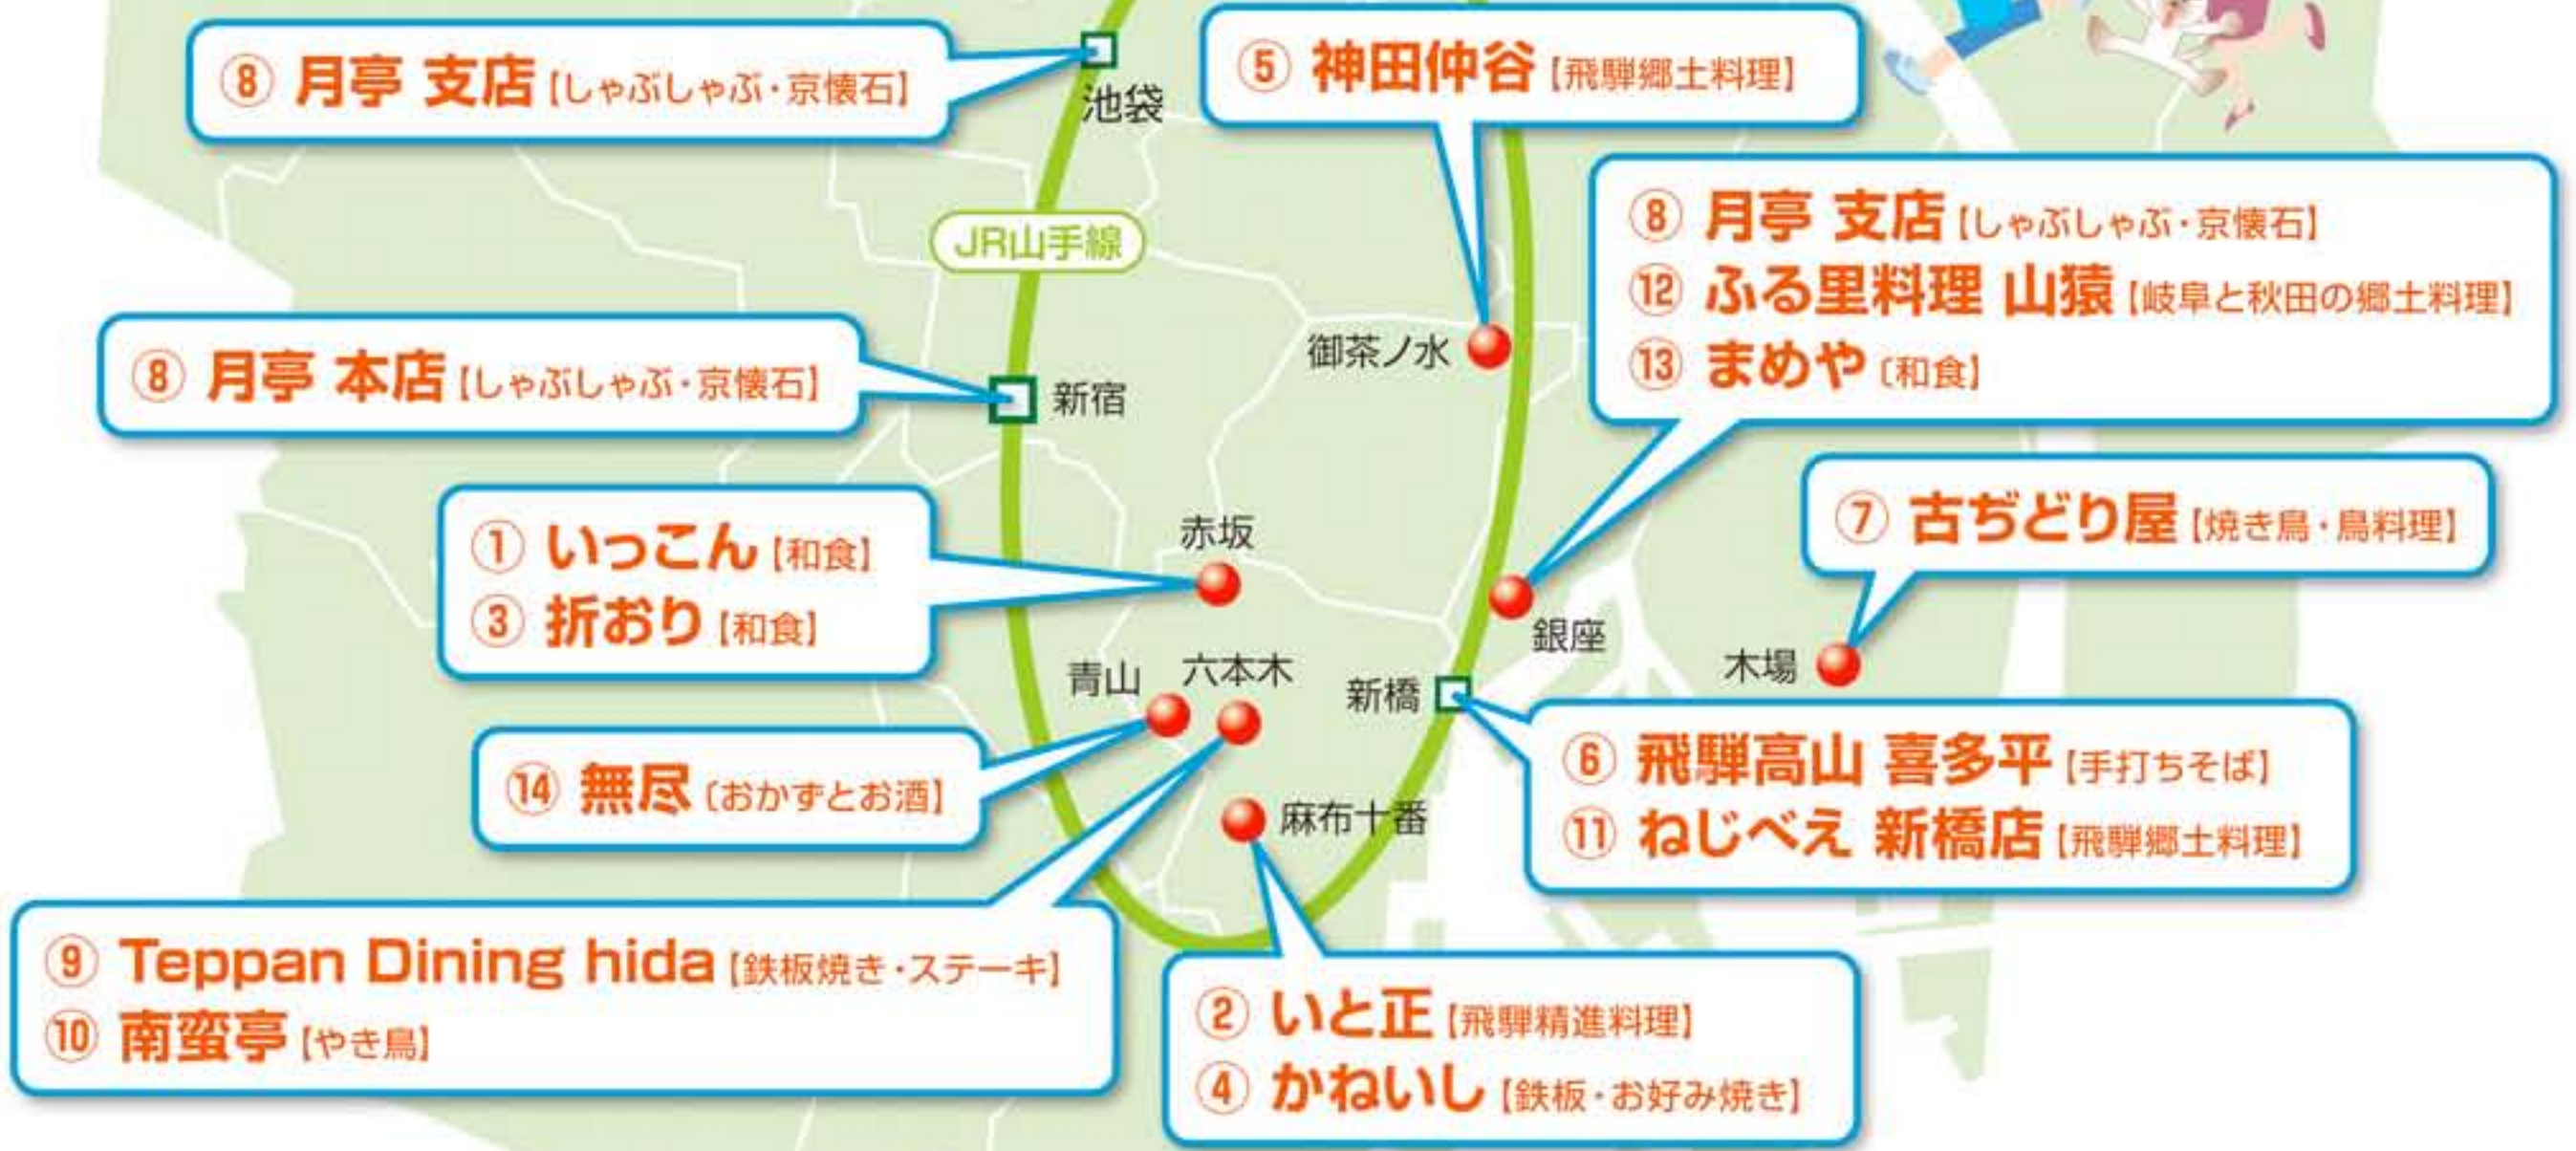 ⑧ 月亭 支店【しゃぶしゃぶ・京懐石】
池袋
⑤ 神田仲谷【飛騨郷土料理】
JR山手線
⑧ 月亭 支店【しゃぶしゃぶ・京懐石】
⑫ ふる里料理 山猿【岐阜と秋田の郷土料理】
⑬ まめや〔和食】
御茶ノ水
⑧ 月亭 本店【しゃぶしゃぶ・京懐石】
新宿
⑦ 古ぢどり屋【焼き鳥・鳥料理】
① いっこん【和食】
③ 折おり【和食】
赤坂
銀座
木場
青山
六本木
新橋
⑭ 無尽〔おかずとお酒】
麻布十番
⑥ 飛騨高山 喜多平【手打ちそば】
⑪ ねじべえ 新橋店【飛騨郷土料理】
⑨ Teppan Dining hida【鉄板焼き・ステーキ】
⑩ 南蛮亭【やき鳥】
② いと正【飛騨精進料理】
④ かねいし【鉄板・お好み焼き】